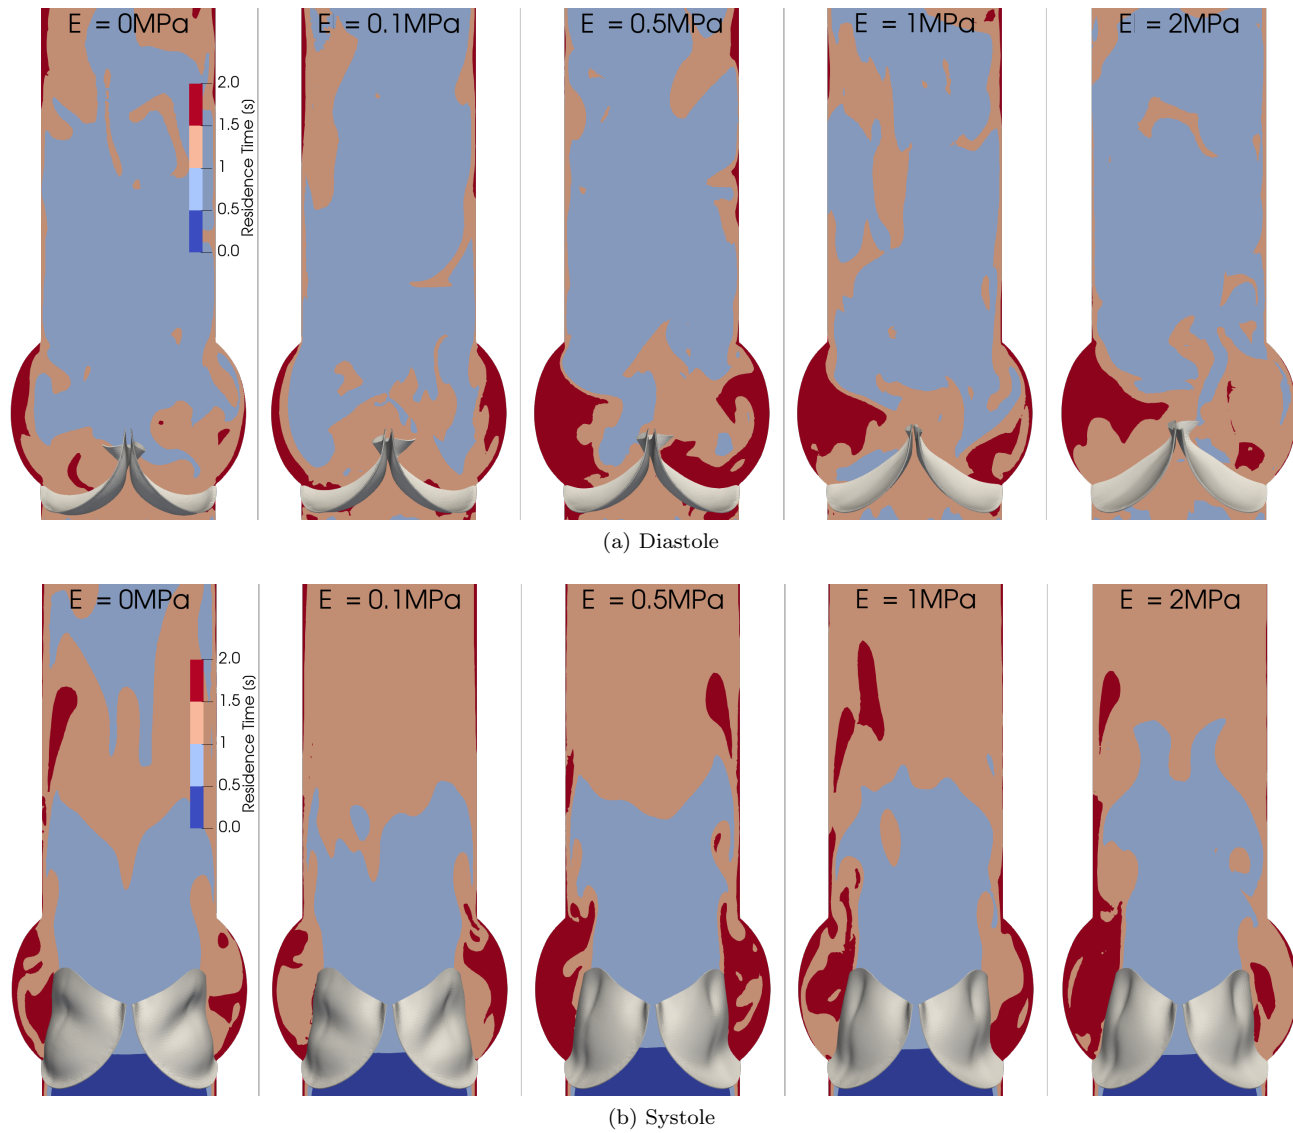 E = 0MPa
E = 0.1MPa
E = 0.5MPa
E = 1MPa
E = 2MPa
2.0
1.5
1
0.5
0.0
Residence Time (s)
(a) Diastole
E = 0MPa
E = 0.1MPa
E = 0.5MPa
E = 1MPa
E = 2MPa
2.0
1.5
1
0.5
0.0
Residence Time (s)
(b) Systole